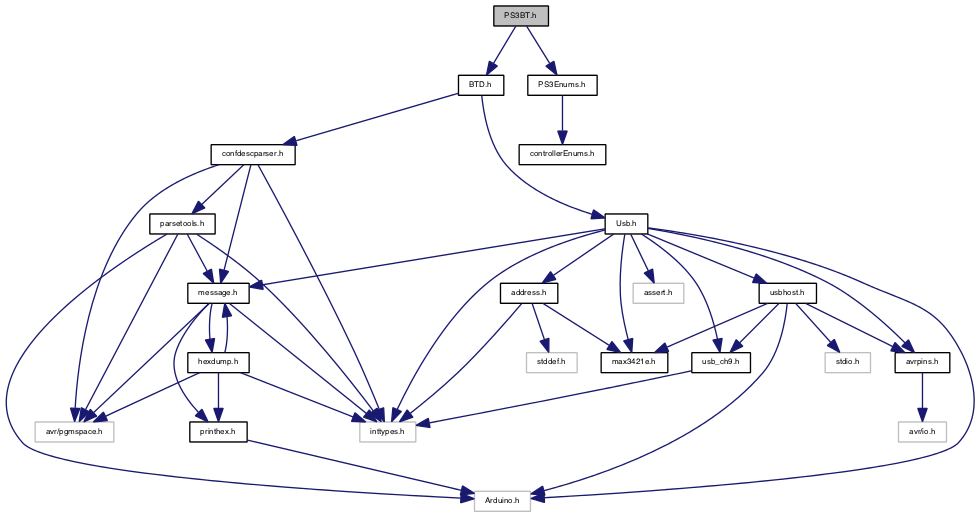 PS3BT.h
BTD.h
PS3Enums.h
confdescparser.h
controllerEnums.h
parsetools.h
Usb.h
message.h
address.h
assert.h
usbhost.h
hexdump.h
stddef.h
max3421e.h
usb_ch9.h
stdio.h
avrpins.h
avr/pgmspace.h
printhex.h
inttypes.h
avr/io.h
Arduino.h